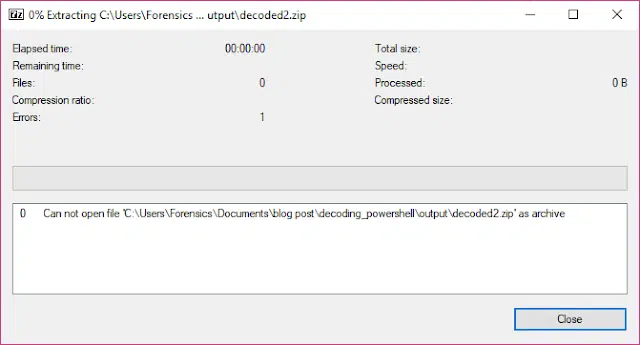 7z 0% Extracting C:\Users\Forensics ... utput\decoded2.zip
Elapsed time: 00:00:00 Total size:
Remaining time: Speed:
Files: 0 Processed: 0 B
Compression ratio: Compressed size:
Errors: 1
0 Can not open file 'C:\Users\Forensics\Documents\blog post\decoding_powershell\output\decoded2.zip' as archive
Close